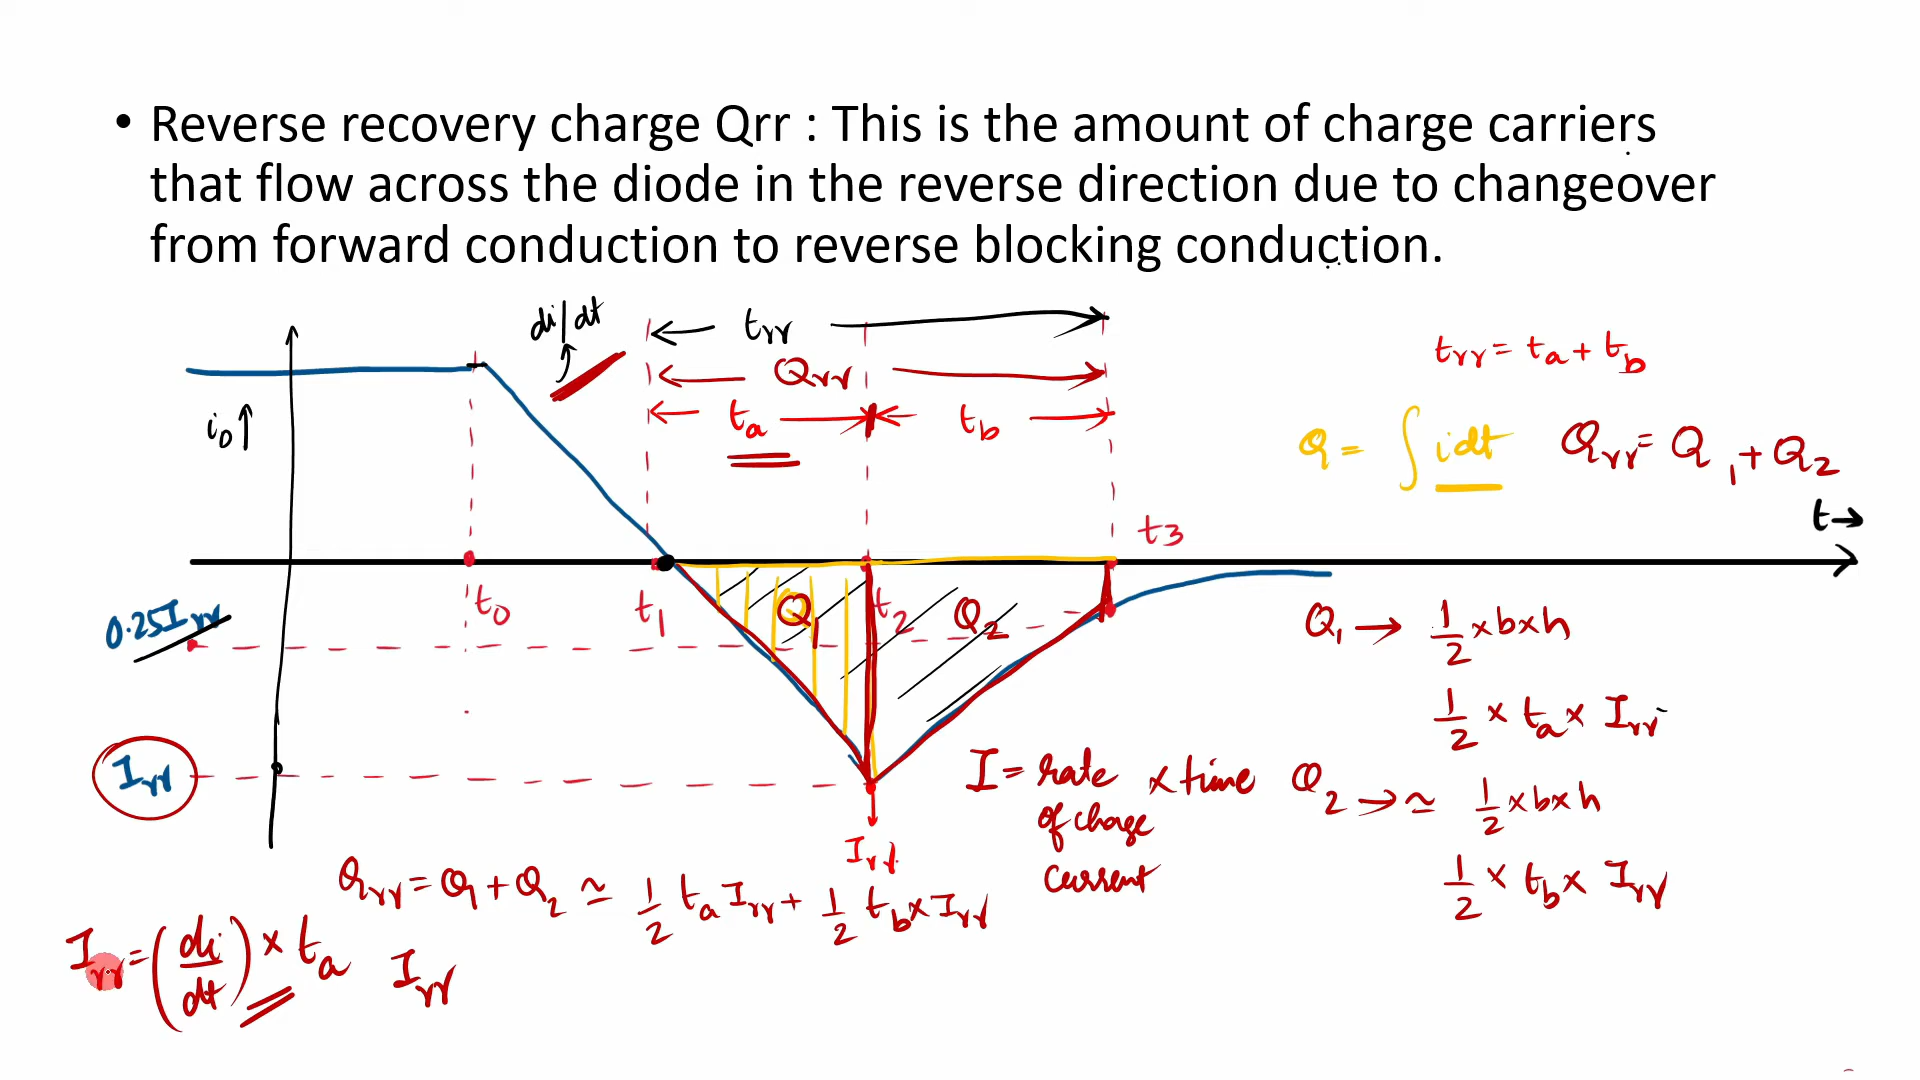 • Reverse recovery charge Qrr : This is the amount of charge carriers
that flow across the diode in the reverse direction due to changeover
from forward conduction to reverse blocking conduction.
di/dt
trr
trr = ta + tb
Qrr
ta
tb
i0↑
Q = ∫ idt
Qrr = Q1 + Q2
t→
t3
t0
t1
Q1
t2
Q2
0.25Irr
Q1 → 1/2 × b × h
1/2 × ta × Irr
Irr
I = rate of charge current × time
Q2 → ≃ 1/2 × b × h
1/2 × tb × Irr
Irr
Qrr = Q1 + Q2 ≃ 1/2 ta Irr + 1/2 tb × Irr
Irr = (di/dt) × ta
Irr